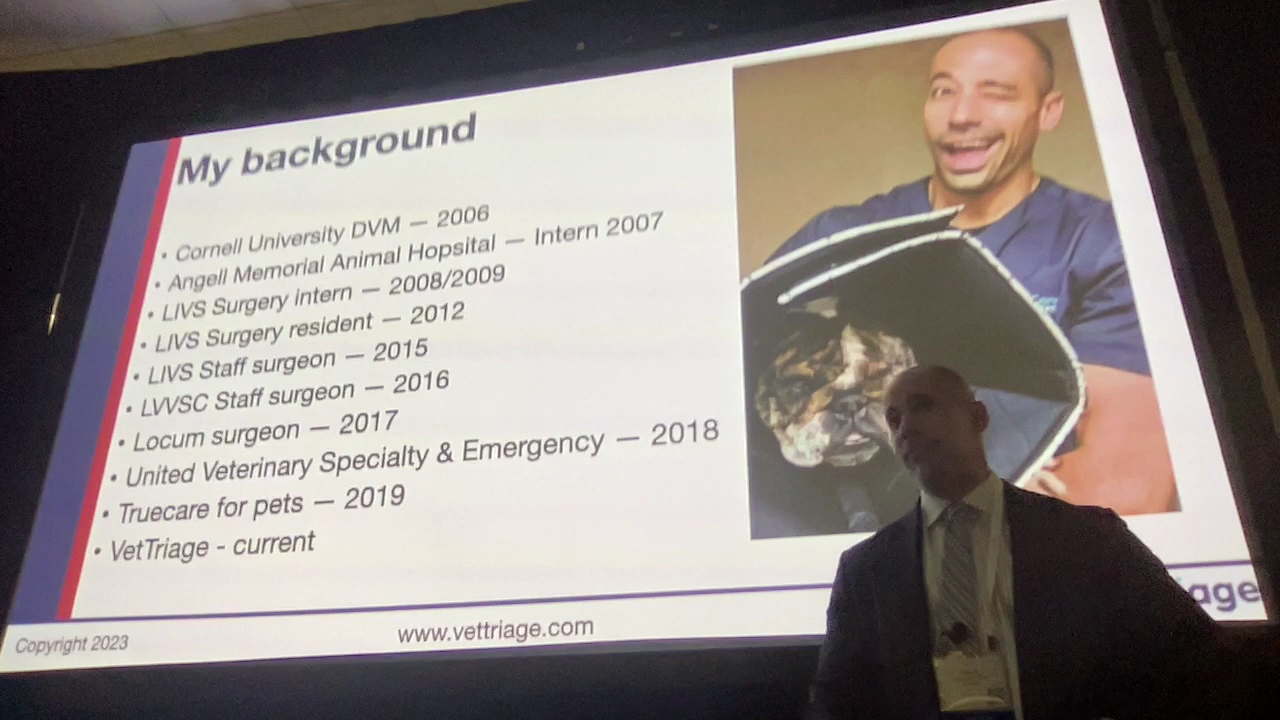 My background
• Cornell University DVM — 2006
• Angell Memorial Animal Hopsital — Intern 2007
• LIVS Surgery intern — 2008/2009
• LIVS Surgery resident — 2012
• LIVS Staff surgeon — 2015
• LVVSC Staff surgeon — 2016
• Locum surgeon — 2017
• United Veterinary Specialty & Emergency — 2018
• Truecare for pets — 2019
• VetTriage - current
Copyright 2023
www.vettriage.com